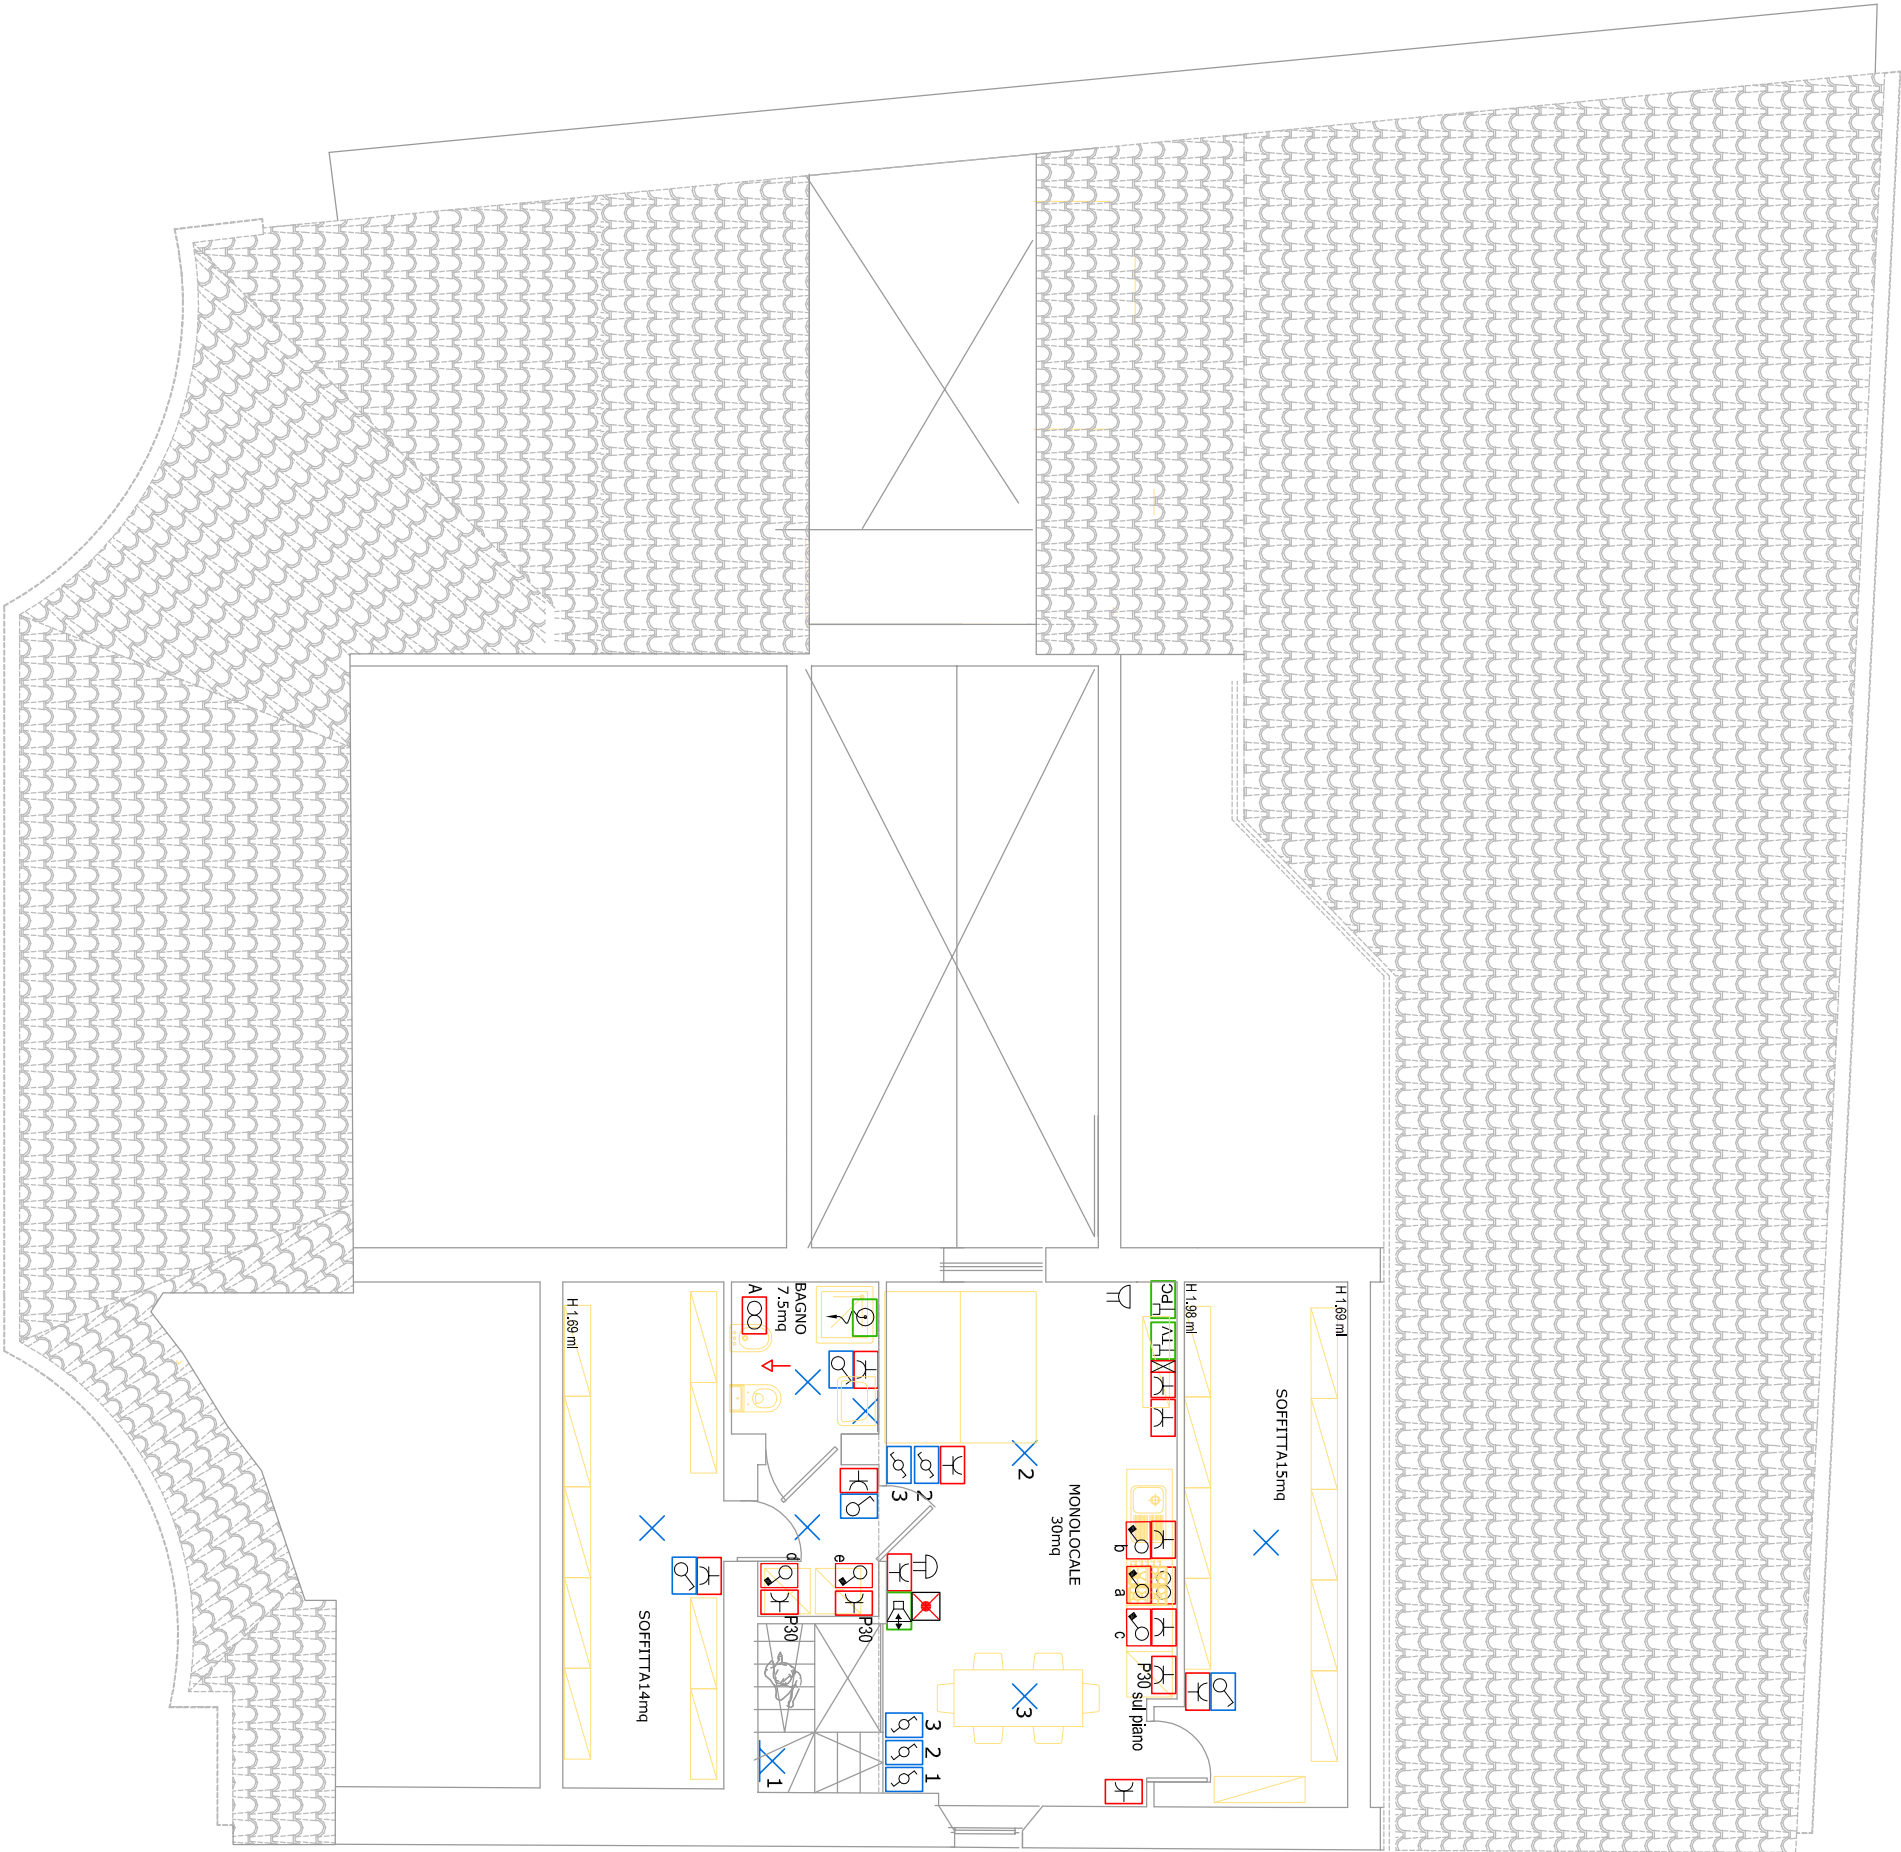 BAGNO
7.5mq
A
H 1.69 ml
SOFFITTA14mq
d
e
P30
P30
1
3
2
2
3
3
2
1
MONOLOCALE
30mq
PC
TV
b
a
c
P30 sul piano
H 1.98 ml
H 1.69 ml
SOFFITTA15mq